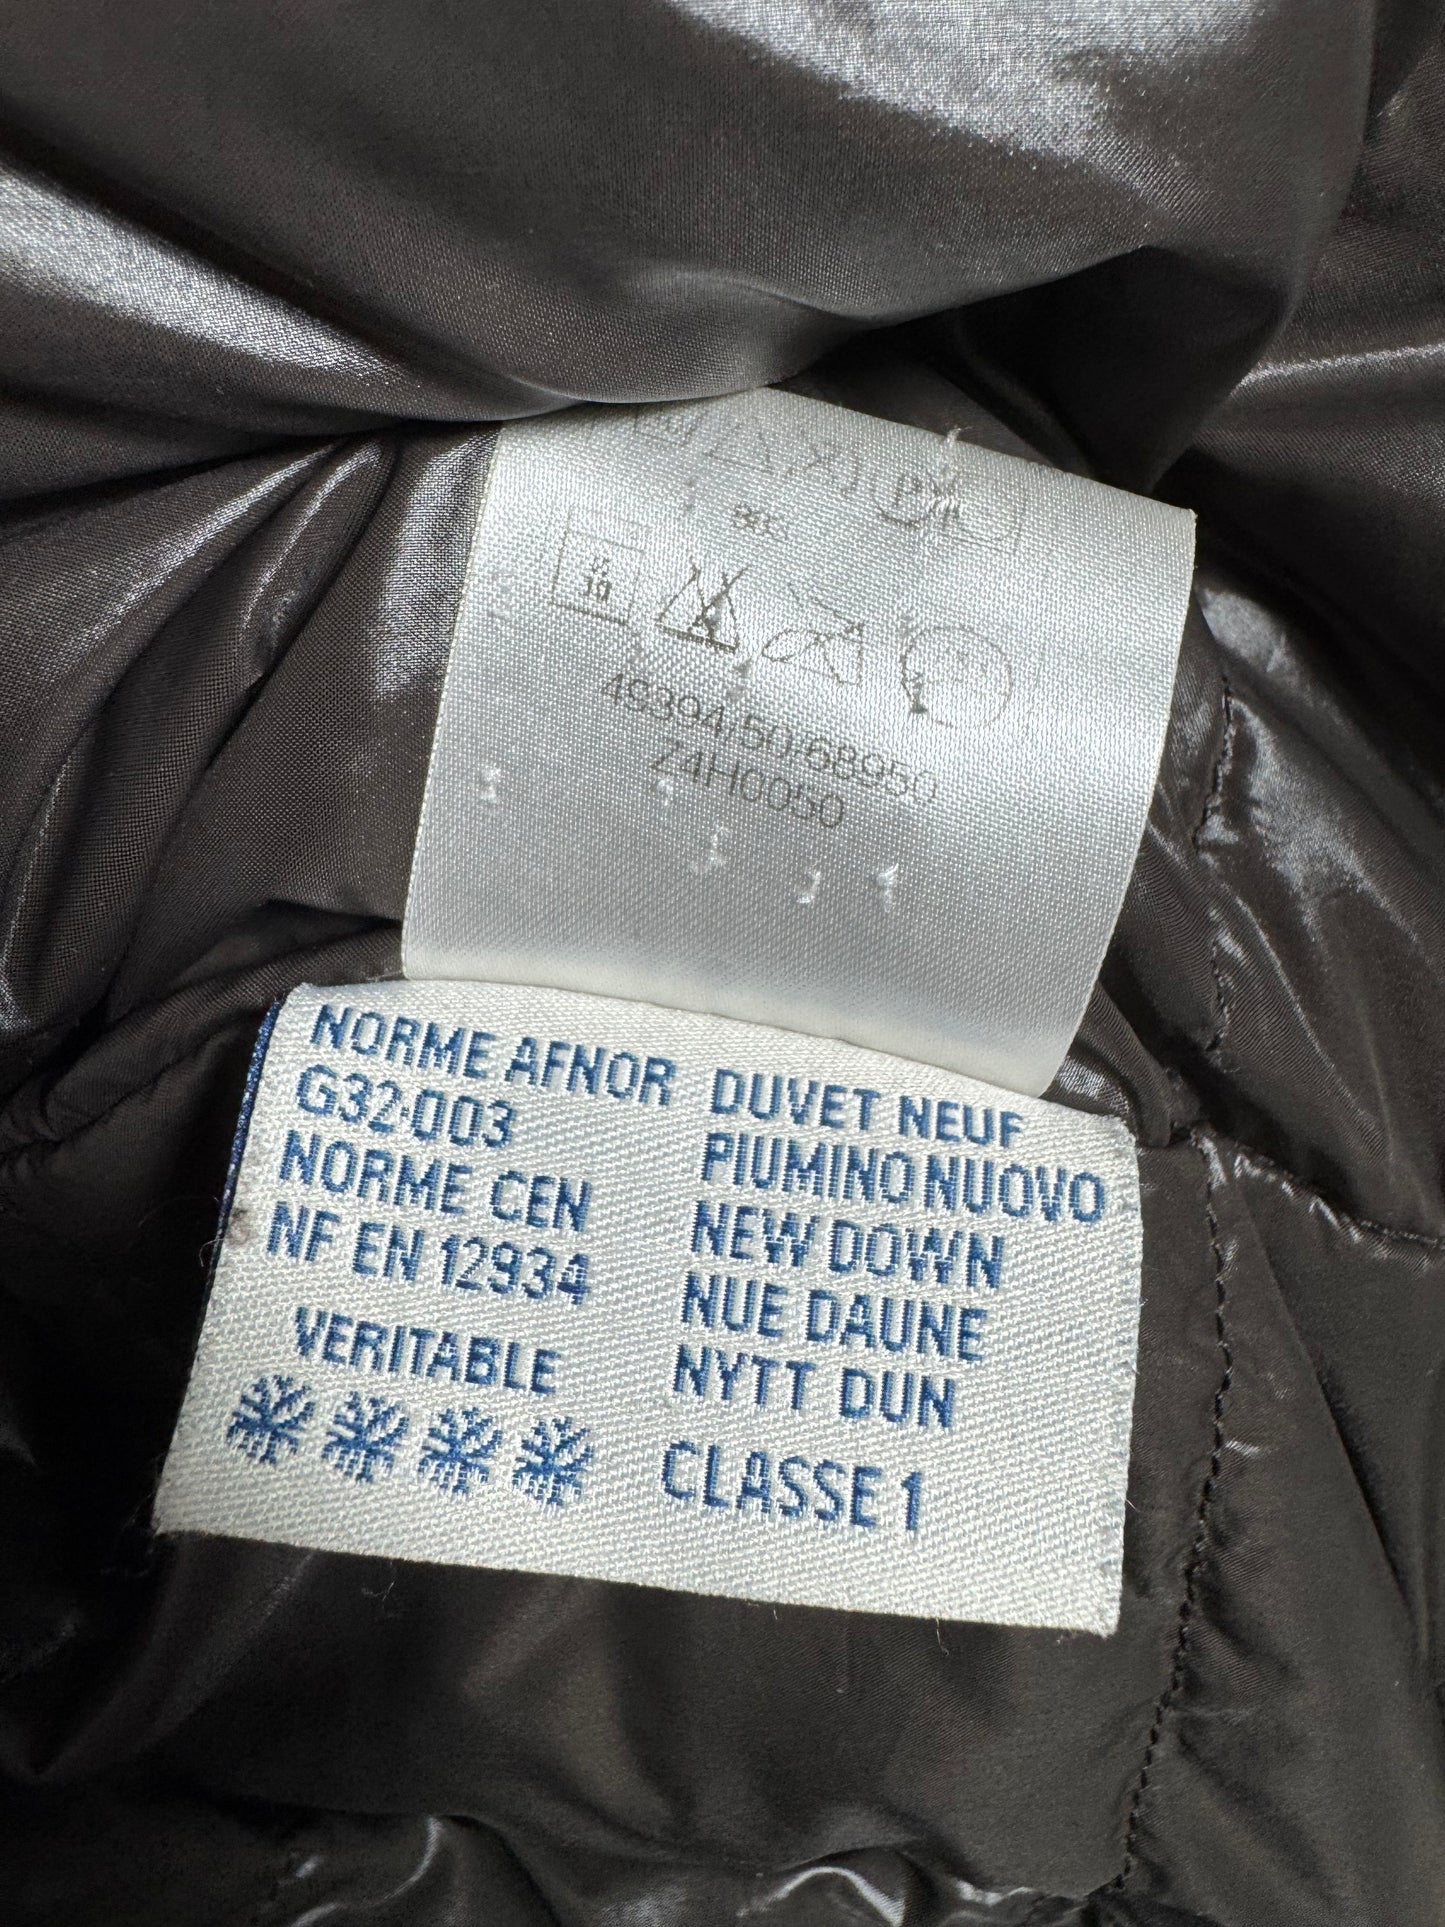 4S394/50-68950
Z4H0050
NORME AFNOR
G32-003
NORME CEN
NF EN 12934
VERITABLE
DUVET NEUF
PIUMINO NUOVO
NEW DOWN
NUE DAUNE
NYTT DUN
CLASSE 1